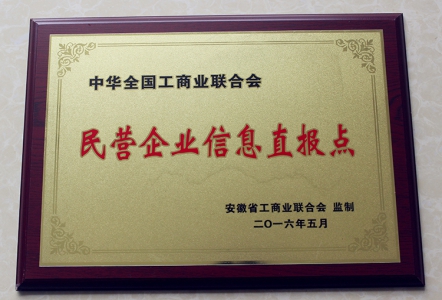 中华全国工商业联合会
民营企业信息直报点
安徽省工商业联合会 监制
二〇一六年五月